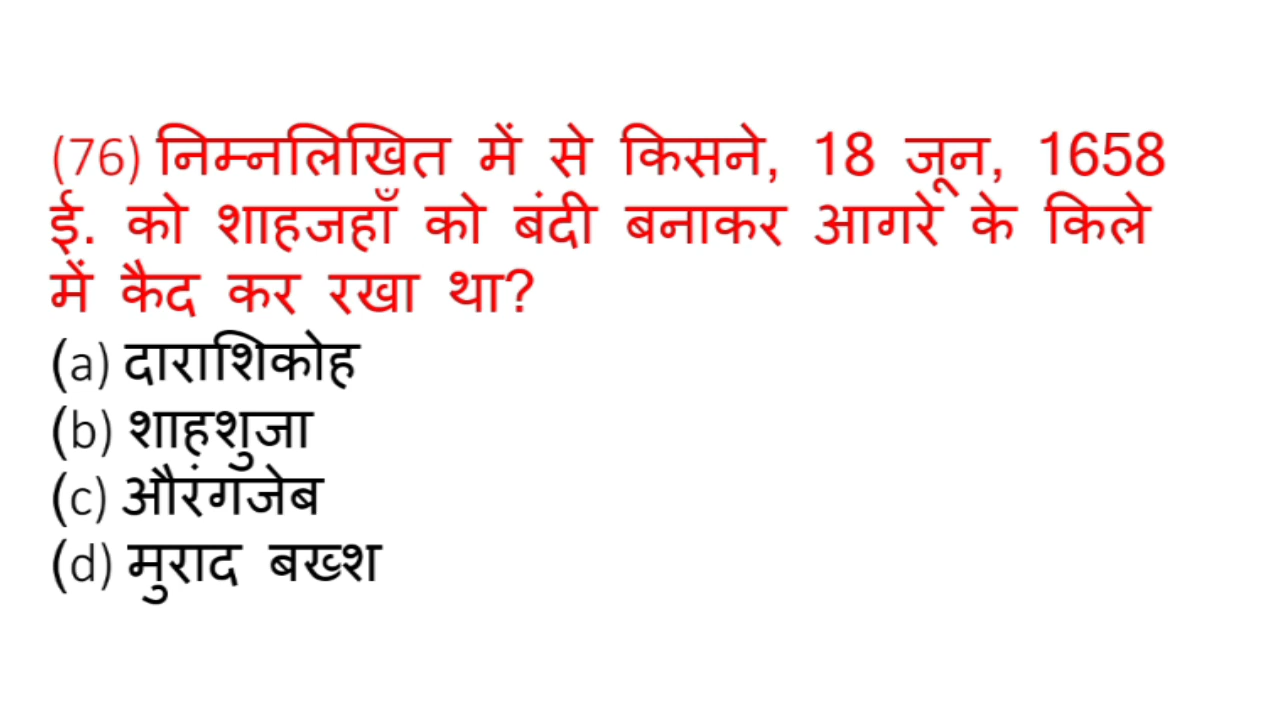 (76) निम्नलिखित में से किसने, 18 जून, 1658
ई. को शाहजहाँ को बंदी बनाकर आगरे के किले
में कैद कर रखा था?
(a) दाराशिकोह
(b) शाहशुजा
(c) औरंगजेब
(d) मुराद बख्श